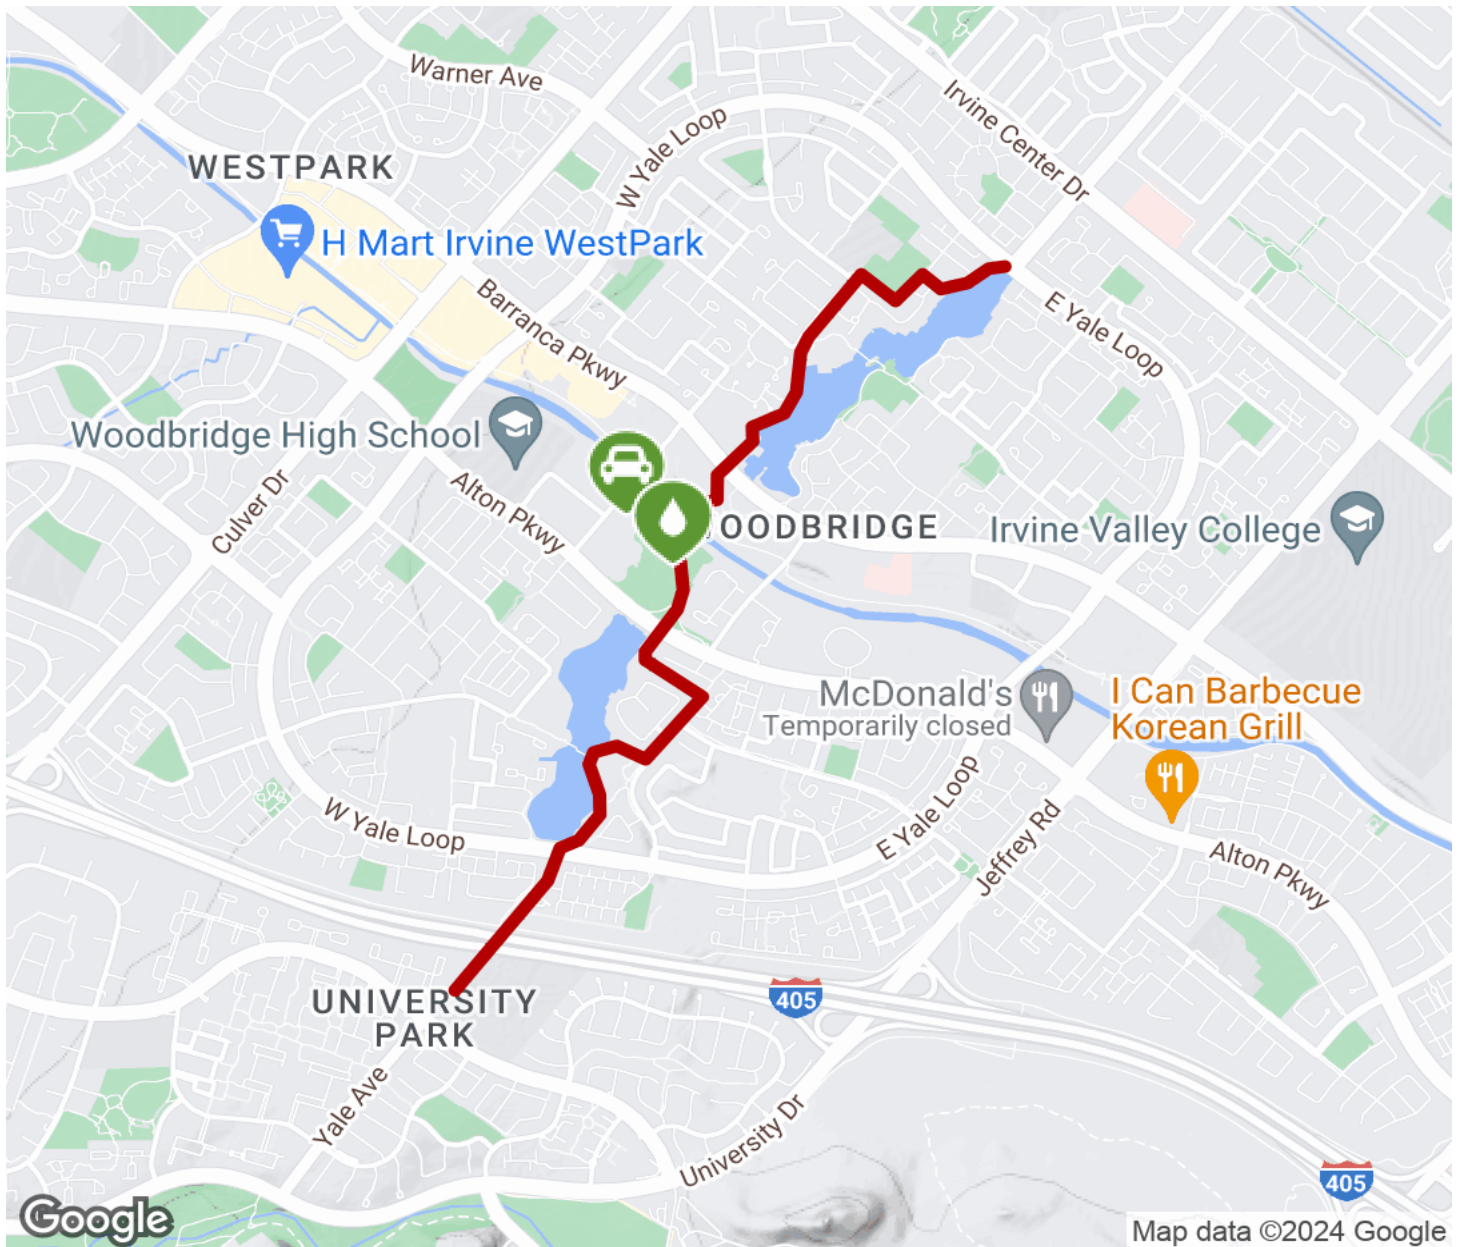 Warner Ave
Irvine Center Dr
W Yale Loop
WESTPARK
H Mart Irvine WestPark
Barranca Pkwy
E Yale Loop
Woodbridge High School
Culver Dr
Alton Pkwy
OODBRIDGE
Irvine Valley College
McDonald's
Temporarily closed
I Can Barbecue
Korean Grill
W Yale Loop
E Yale Loop
Jeffrey Rd
Alton Pkwy
UNIVERSITY
PARK
405
Yale Ave
University Dr
405
Google
Map data ©2024 Google